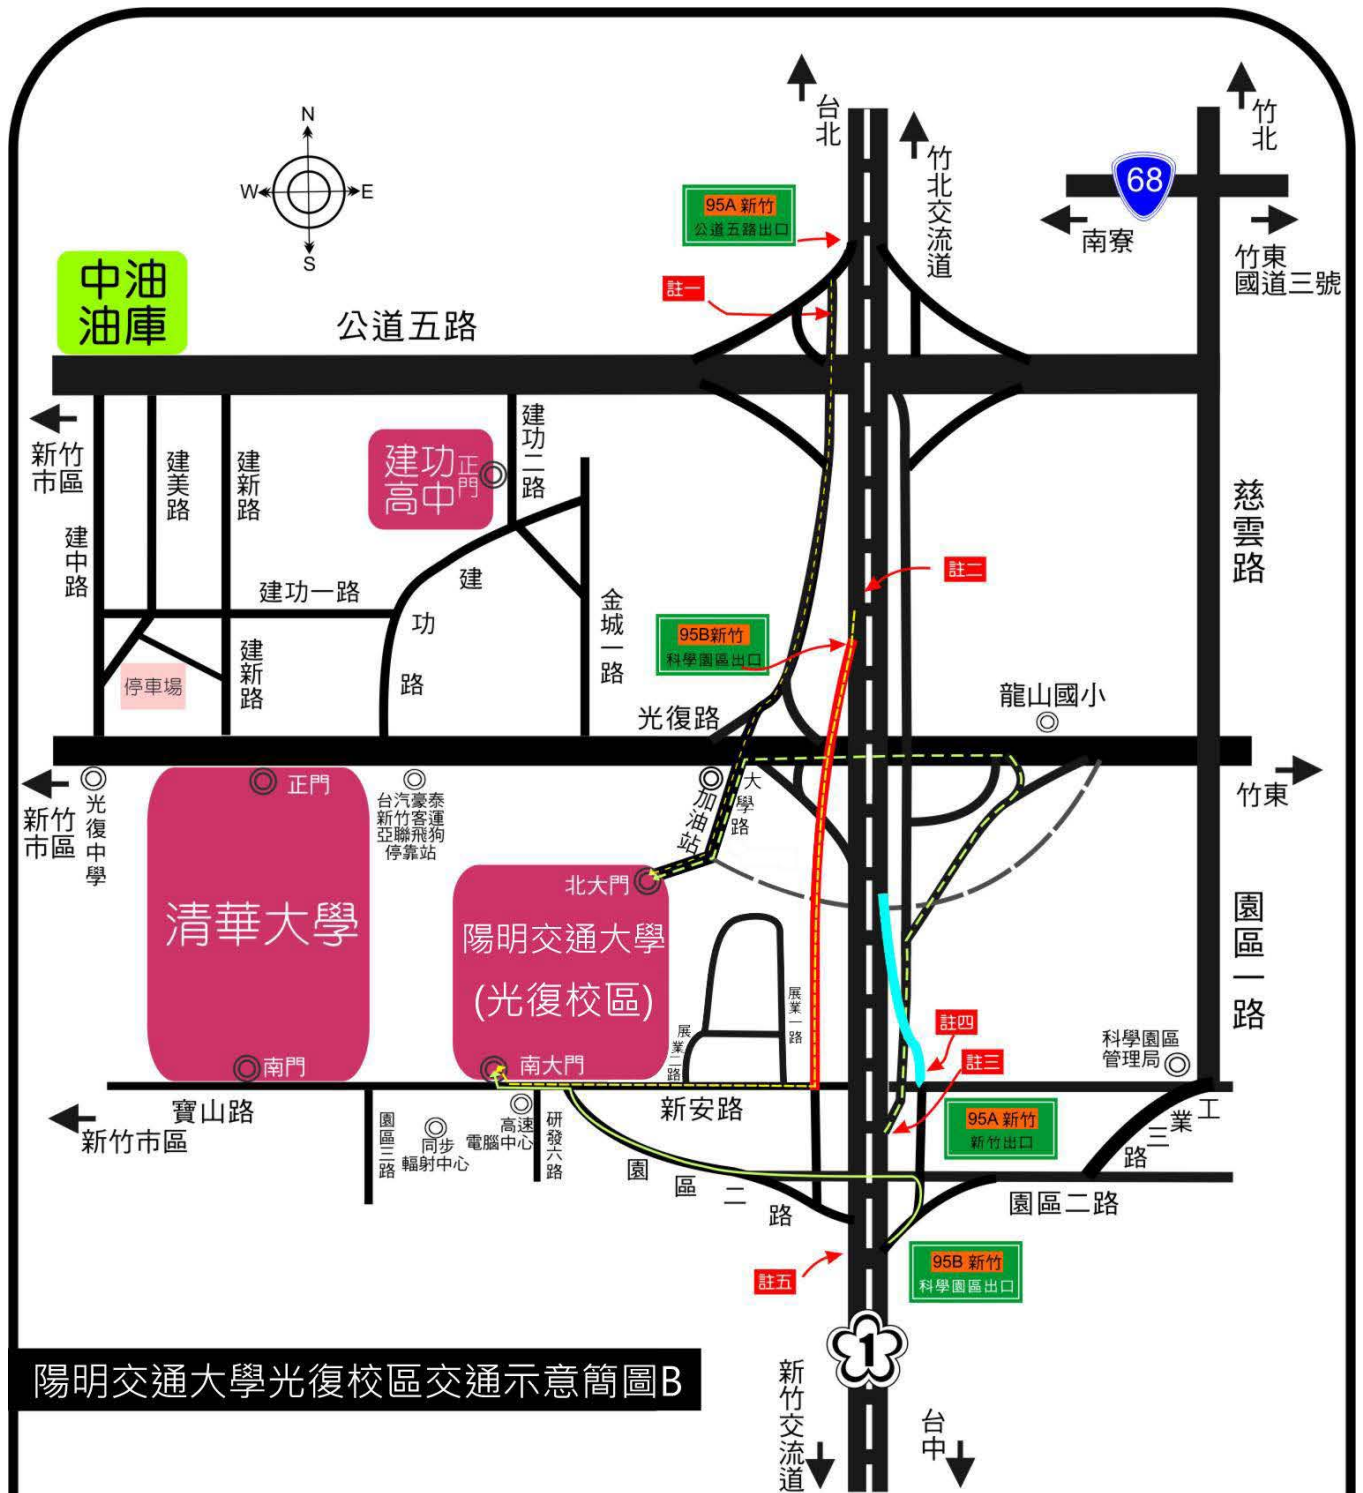 N
W
E
S
台北
竹北交流道
竹北
68
南寮
竹東
國道三號
95A 新竹
公道五路出口
註一
中油
油庫
公道五路
新竹
市區
建中路
建美路
建新路
建功
高中
正門
建功二路
建功一路
建功路
金城一路
建新路
停車場
註二
95B新竹
科學園區出口
慈雲路
光復路
龍山國小
新竹
市區
光復中學
正門
台汽豪泰
新竹客運
亞聯飛狗
停靠站
加油站
大學路
竹東
清華大學
北大門
陽明交通大學
(光復校區)
南大門
南門
展業一路
展業二路
園區一路
註四
註三
科學園區
管理局
寶山路
新竹市區
園區三路
同步
輻射中心
高速
電腦中心
研發六路
新安路
95A 新竹
新竹出口
工業三路
園區二路
園區二路
95B 新竹
科學園區出口
註五
1
陽明交通大學光復校區交通示意簡圖B
新竹交流道
台中